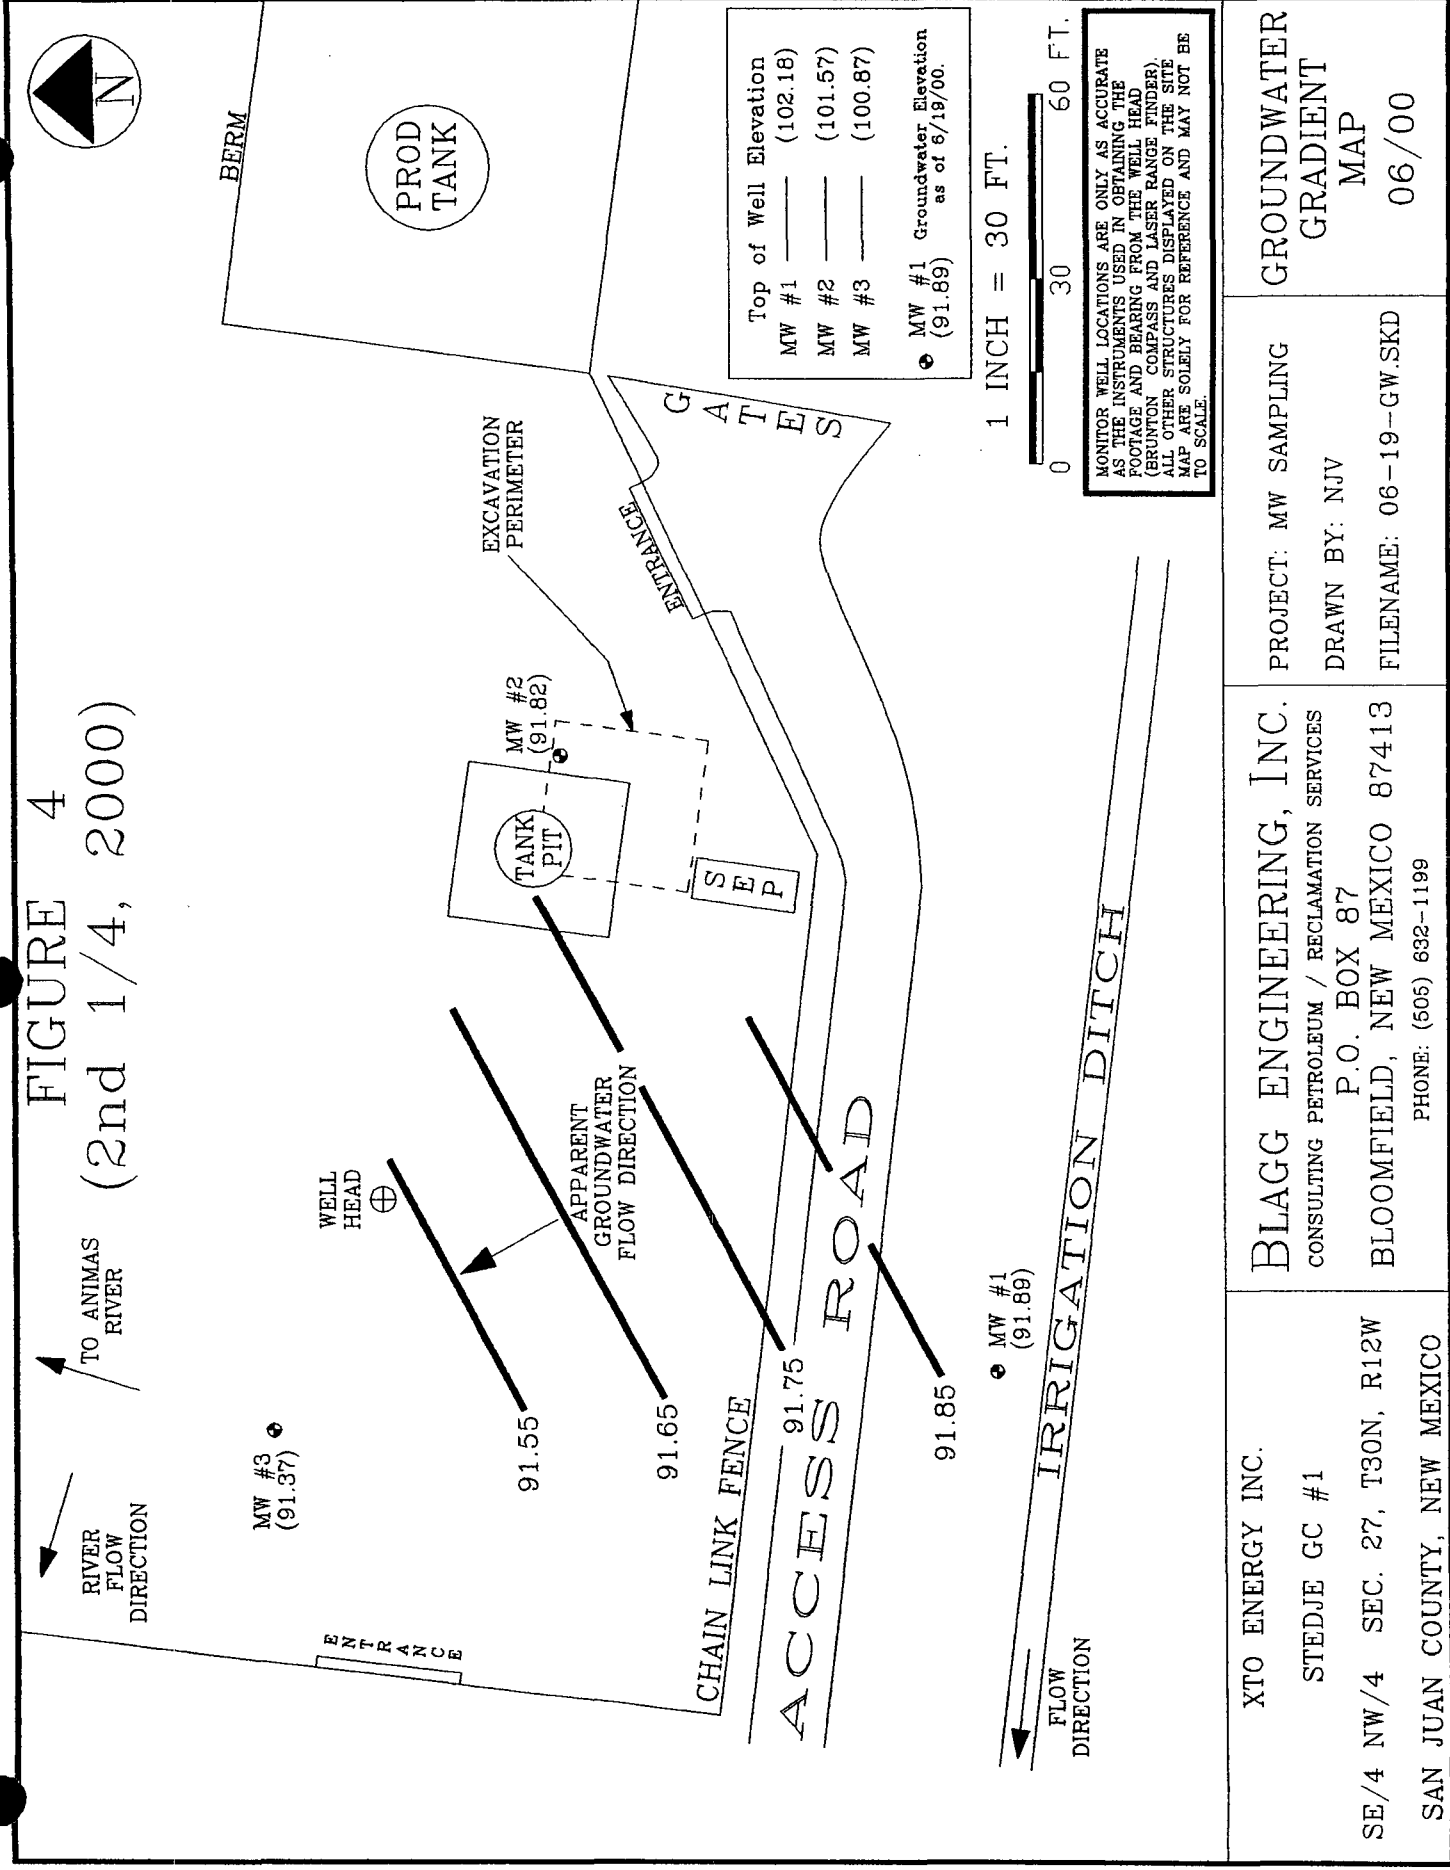 FIGURE 4
(2nd 1/4, 2000)
N
RIVER
FLOW
DIRECTION
TO ANIMAS
RIVER
BERM
PROD
TANK
WELL
HEAD
MW #3
(91.37)
ENTRANCE
EXCAVATION
PERIMETER
MW #2
(91.82)
TANK
PIT
SEP
ENTRANCE
GATES
APPARENT
GROUNDWATER
FLOW DIRECTION
91.55
91.65
91.75
91.85
CHAIN LINK FENCE
ACCESS ROAD
MW #1
(91.89)
IRRIGATION DITCH
FLOW
DIRECTION
Top of Well Elevation
MW #1 (102.18)
MW #2 (101.57)
MW #3 (100.87)
MW #1 Groundwater Elevation
(91.89) as of 6/19/00.
1 INCH = 30 FT.
0 30 60 FT.
MONITOR WELL LOCATIONS ARE ONLY AS ACCURATE
AS THE INSTRUMENTS USED IN OBTAINING THE
FOOTAGE AND BEARING FROM THE WELL HEAD
(BRUNTON COMPASS AND LASER RANGE FINDER).
ALL OTHER STRUCTURES DISPLAYED ON THE SITE
MAP ARE SOLELY FOR REFERENCE AND MAY NOT BE
TO SCALE.
XTO ENERGY INC.
STEDJE GC #1
SE/4 NW/4 SEC. 27, T30N, R12W
SAN JUAN COUNTY, NEW MEXICO
BLAGG ENGINEERING, INC.
CONSULTING PETROLEUM / RECLAMATION SERVICES
P.O. BOX 87
BLOOMFIELD, NEW MEXICO 87413
PHONE: (505) 632-1199
PROJECT: MW SAMPLING
DRAWN BY: NJV
FILENAME: 06-19-GW.SKD
GROUNDWATER
GRADIENT
MAP
06/00